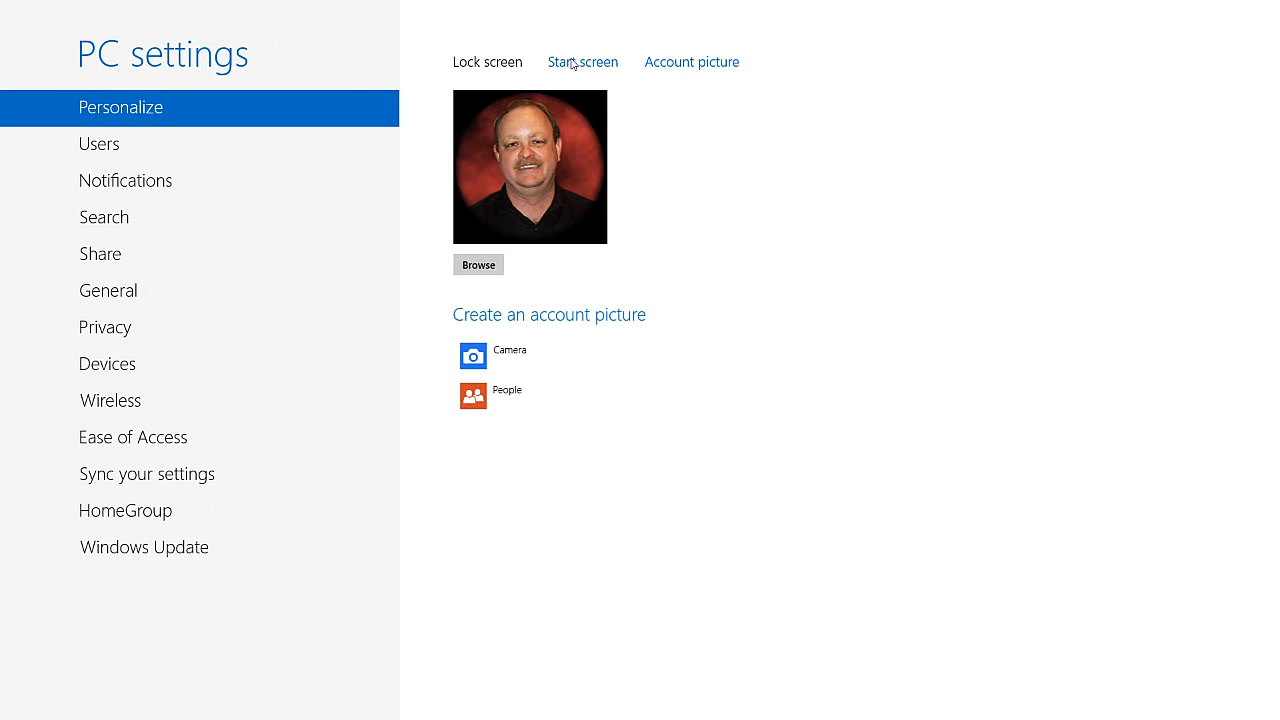 PC settings
Lock screen Start screen Account picture
Personalize
Users
Notifications
Search
Share
General
Privacy
Devices
Wireless
Ease of Access
Sync your settings
HomeGroup
Windows Update
Browse
Create an account picture
Camera
People